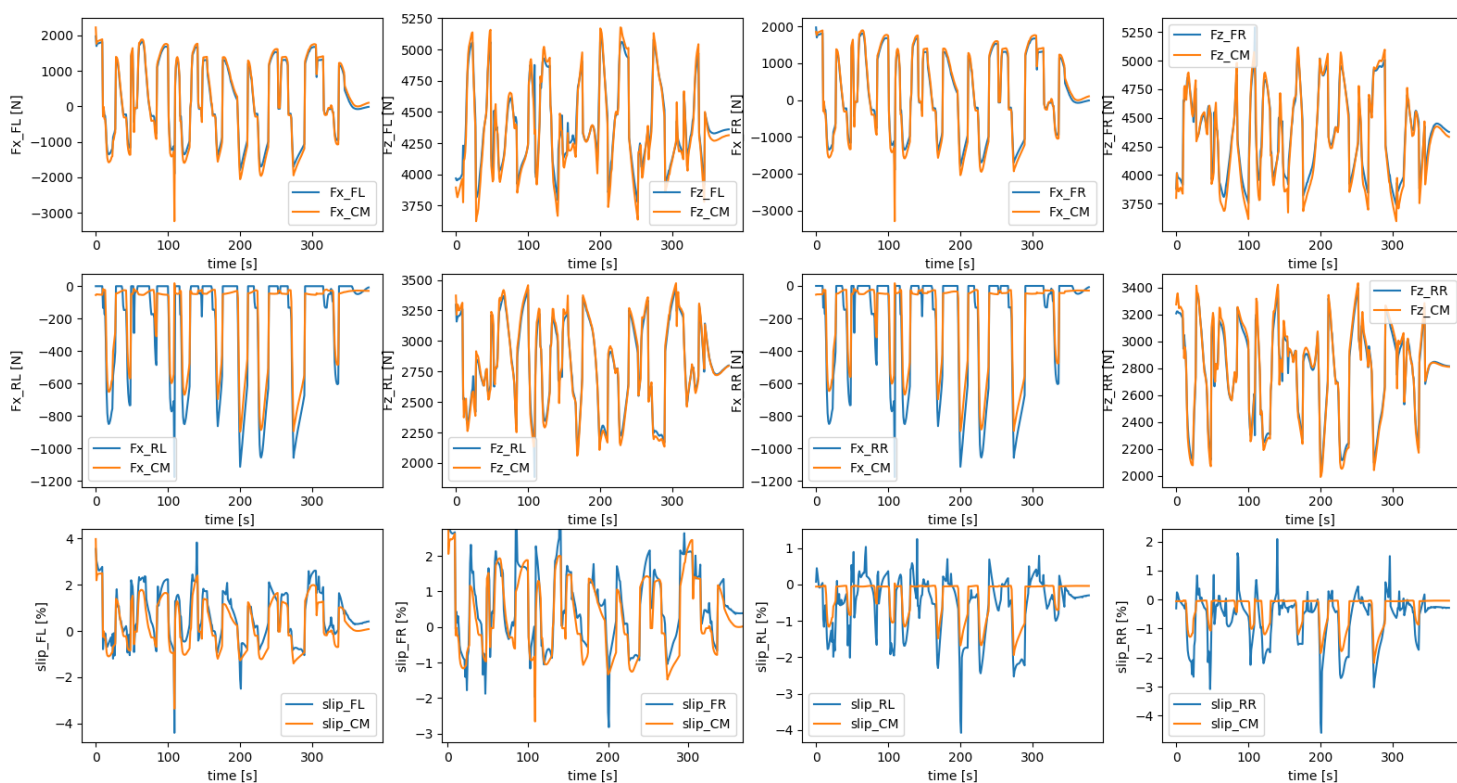 Fx_FL [N]
2000
1000
0
−1000
−2000
−3000
0
100
200
300
time [s]
Fx_FL
Fx_CM
Fz_FL [N]
5250
5000
4750
4500
4250
4000
3750
0
100
200
300
time [s]
Fz_FL
Fz_CM
Fx_FR [N]
2000
1000
0
−1000
−2000
−3000
0
100
200
300
time [s]
Fx_FR
Fx_CM
Fz_FR [N]
5250
5000
4750
4500
4250
4000
3750
0
100
200
300
time [s]
Fz_FR
Fz_CM
Fx_RL [N]
0
−200
−400
−600
−800
−1000
−1200
0
100
200
300
time [s]
Fx_RL
Fx_CM
Fz_RL [N]
3500
3250
3000
2750
2500
2250
2000
0
100
200
300
time [s]
Fz_RL
Fz_CM
Fx_RR [N]
0
−200
−400
−600
−800
−1000
−1200
0
100
200
300
time [s]
Fx_RR
Fx_CM
Fz_RR [N]
3400
3200
3000
2800
2600
2400
2200
2000
0
100
200
300
time [s]
Fz_RR
Fz_CM
slip_FL [%]
4
2
0
−2
−4
0
100
200
300
time [s]
slip_FL
slip_CM
slip_FR [%]
2
1
0
−1
−2
−3
0
100
200
300
time [s]
slip_FR
slip_CM
slip_RL [%]
1
0
−1
−2
−3
−4
0
100
200
300
time [s]
slip_RL
slip_CM
slip_RR [%]
2
1
0
−1
−2
−3
−4
0
100
200
300
time [s]
slip_RR
slip_CM